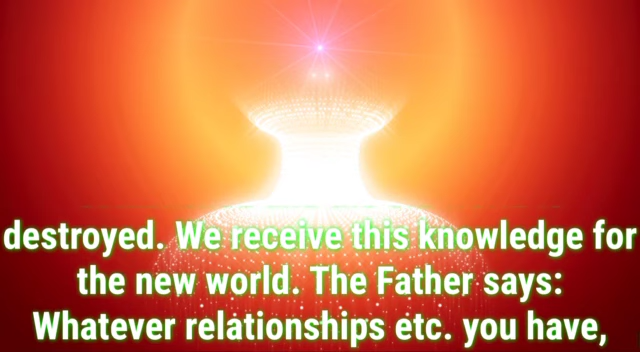 destroyed. We receive this knowledge for
the new world. The Father says:
Whatever relationships etc. you have,